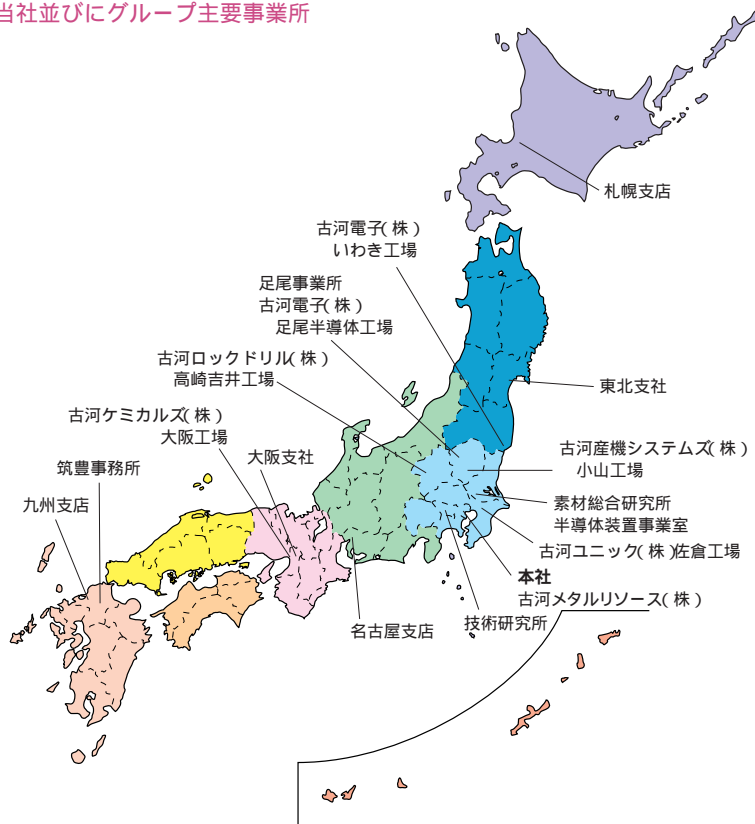 当社並びにグループ主要事業所
札幌支店
古河電子(株)
いわき工場
足尾事業所
古河電子(株)
足尾半導体工場
古河ロックドリル(株)
高崎吉井工場
東北支社
古河ケミカルズ(株)
大阪工場
大阪支社
筑豊事務所
九州支店
古河産機システムズ(株)
小山工場
素材総合研究所
半導体装置事業室
古河ユニック(株)佐倉工場
本社
古河メタルリソース(株)
技術研究所
名古屋支店